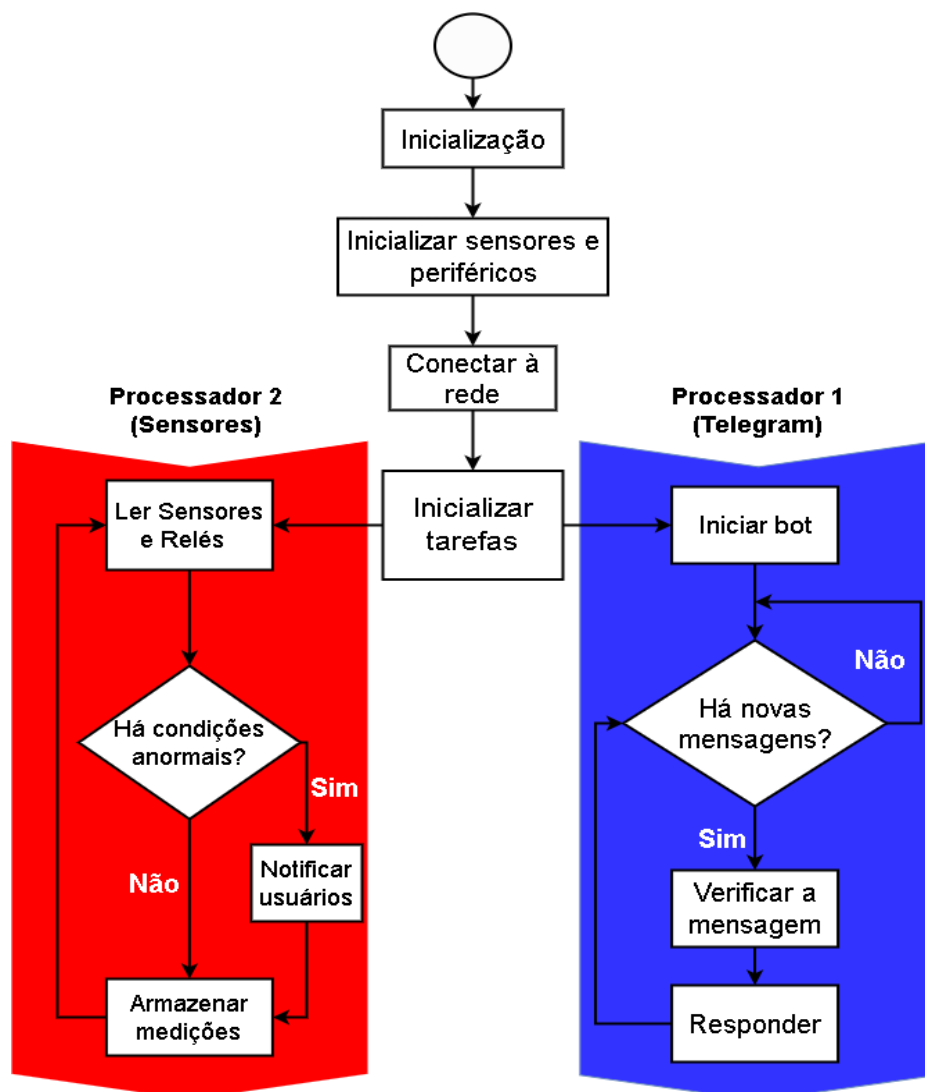 Inicialização
Inicializar sensores e
periféricos
Conectar à
rede
Processador 2
(Sensores)
Processador 1
(Telegram)
Ler Sensores
e Relés
Inicializar
tarefas
Iniciar bot
Não
Há condições
anormais?
Há novas
mensagens?
Sim
Sim
Não
Notificar
usuários
Verificar a
mensagem
Armazenar
medições
Responder